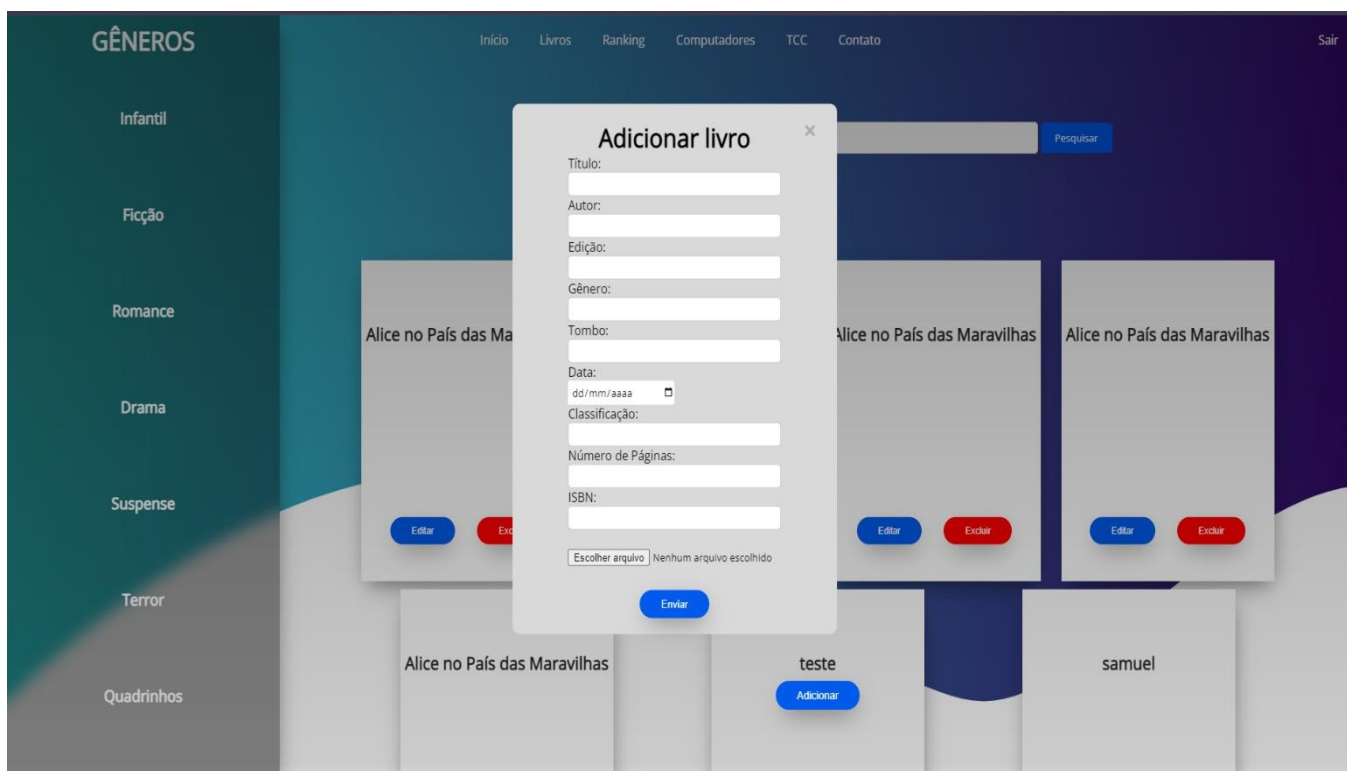 GÊNEROS
Início Livros Ranking Computadores TCC Contato
Sair
Infantil
Ficção
Romance
Drama
Suspense
Terror
Quadrinhos
Pesquisar
Adicionar livro ×
Título:
Autor:
Edição:
Gênero:
Tombo:
Data:
dd/mm/aaaa
Classificação:
Número de Páginas:
ISBN:
Escolher arquivo Nenhum arquivo escolhido
Enviar
Alice no País das Ma
Alice no País das Maravilhas
Alice no País das Maravilhas
Editar Exc
Editar Excluir
Editar Excluir
Alice no País das Maravilhas
teste
Adicionar
samuel